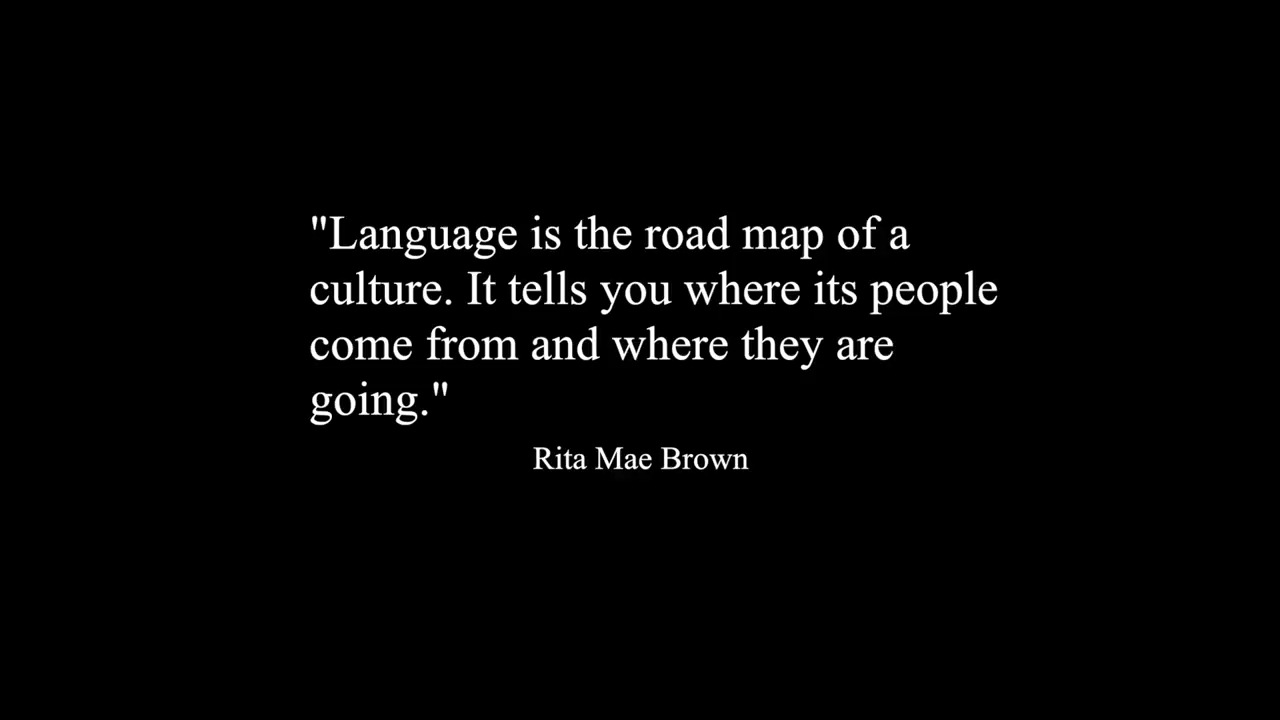 "Language is the road map of a
culture. It tells you where its people
come from and where they are
going."
Rita Mae Brown